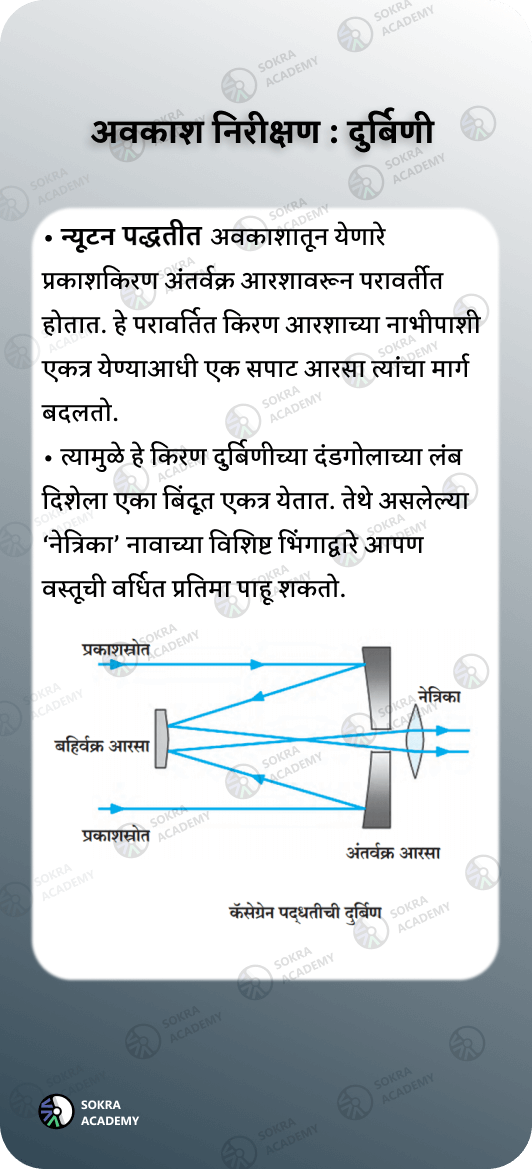 अवकाश निरीक्षण : दुर्बिणी
• न्यूटन पद्धतीत अवकाशातून येणारे
प्रकाशकिरण अंतर्वक्र आरशावरून परावर्तीत
होतात. हे परावर्तित किरण आरशाच्या नाभीपाशी
एकत्र येण्याआधी एक सपाट आरसा त्यांचा मार्ग
बदलतो.
• त्यामुळे हे किरण दुर्बिणीच्या दंडगोलाच्या लंब
दिशेला एका बिंदूत एकत्र येतात. तेथे असलेल्या
‘नेत्रिका’ नावाच्या विशिष्ट भिंगाद्वारे आपण
वस्तूची वर्धित प्रतिमा पाहू शकतो.
प्रकाशस्रोत
नेत्रिका
बहिर्वक्र आरसा
प्रकाशस्रोत
अंतर्वक्र आरसा
कॅसेग्रेन पद्धतीची दुर्बिण
SOKRA
ACADEMY